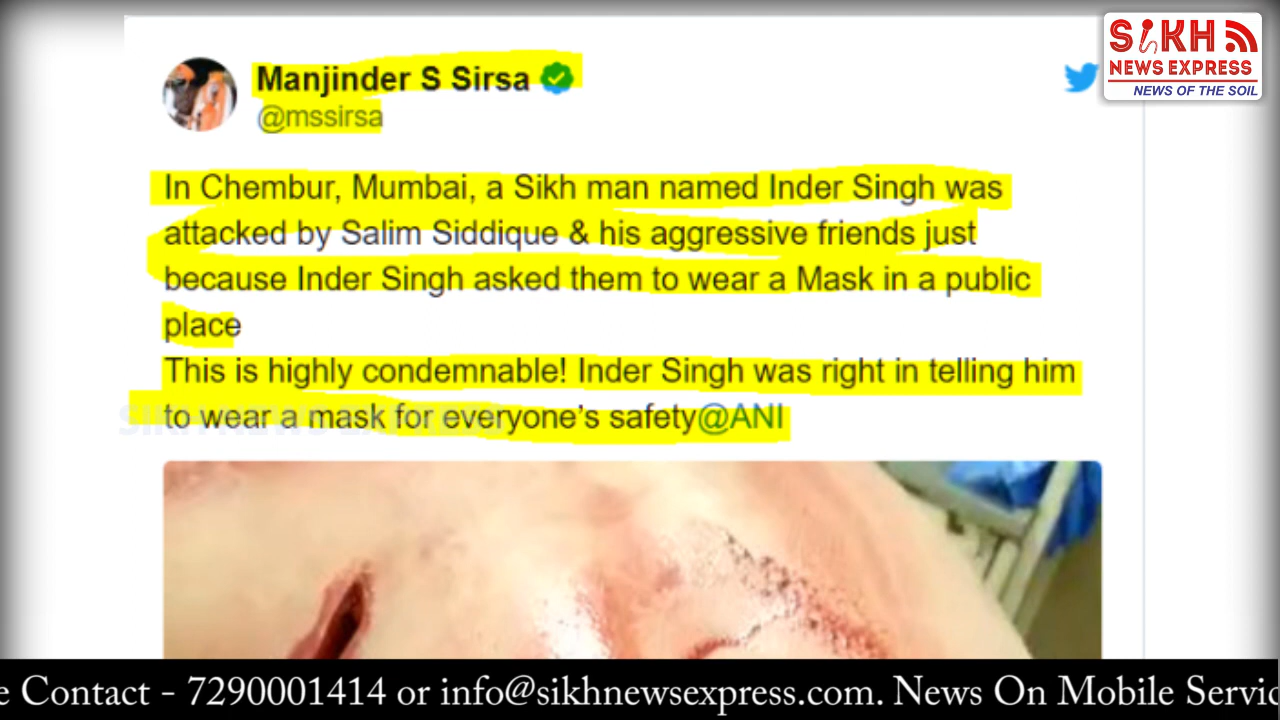 SiKH
NEWS EXPRESS
NEWS OF THE SOIL
Manjinder S Sirsa
@mssirsa
In Chembur, Mumbai, a Sikh man named Inder Singh was
attacked by Salim Siddique & his aggressive friends just
because Inder Singh asked them to wear a Mask in a public
place
This is highly condemnable! Inder Singh was right in telling him
to wear a mask for everyone’s safety@ANI
SIKH NEWS EXPRESS
e Contact - 7290001414 or info@sikhnewsexpress.com. News On Mobile Servic